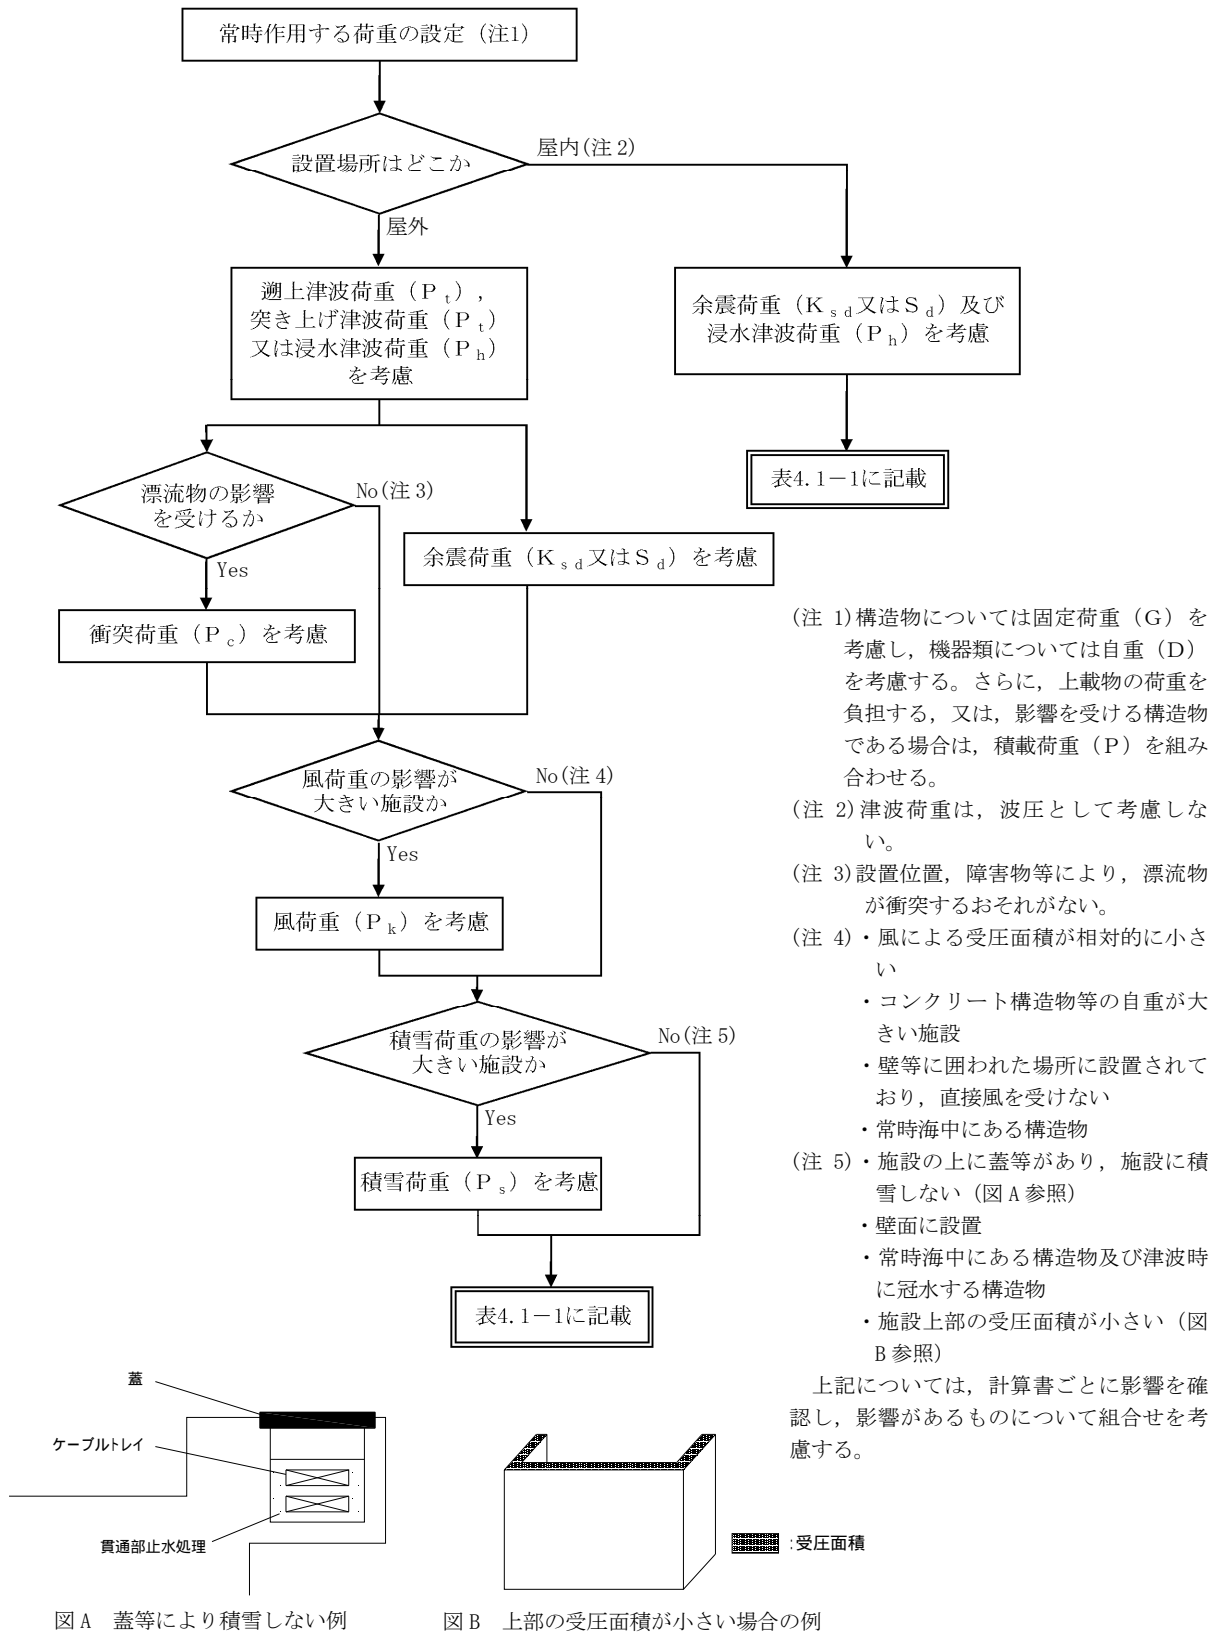 常時作用する荷重の設定（注1）
設置場所はどこか
屋内(注 2)
屋外
遡上津波荷重（Ｐt），
突き上げ津波荷重（Ｐt）
又は浸水津波荷重（Ｐh）
を考慮
余震荷重（Ｋsd又はＳd）及び
浸水津波荷重（Ｐh）を考慮
表4.1－1に記載
漂流物の影響
を受けるか
No(注 3)
Yes
余震荷重（Ｋsd又はＳd）を考慮
衝突荷重（Ｐc）を考慮
風荷重の影響が
大きい施設か
No(注 4)
Yes
風荷重（Ｐk）を考慮
積雪荷重の影響が
大きい施設か
No(注 5)
Yes
積雪荷重（Ｐs）を考慮
表4.1－1に記載
(注 1)構造物については固定荷重（Ｇ）を
考慮し，機器類については自重（Ｄ）
を考慮する。さらに，上載物の荷重を
負担する，又は，影響を受ける構造物
である場合は，積載荷重（Ｐ）を組み
合わせる。
(注 2)津波荷重は，波圧として考慮しな
い。
(注 3)設置位置，障害物等により，漂流物
が衝突するおそれがない。
(注 4)・風による受圧面積が相対的に小さ
い
・コンクリート構造物等の自重が大
きい施設
・壁等に囲われた場所に設置されて
おり，直接風を受けない
・常時海中にある構造物
(注 5)・施設の上に蓋等があり，施設に積
雪しない（図 A 参照）
・壁面に設置
・常時海中にある構造物及び津波時
に冠水する構造物
・施設上部の受圧面積が小さい（図
B 参照）
上記については，計算書ごとに影響を確
認し，影響があるものについて組合せを考
慮する。
蓋
ケーブルトレイ
貫通部止水処理
:受圧面積
図 A　蓋等により積雪しない例
図 B　上部の受圧面積が小さい場合の例